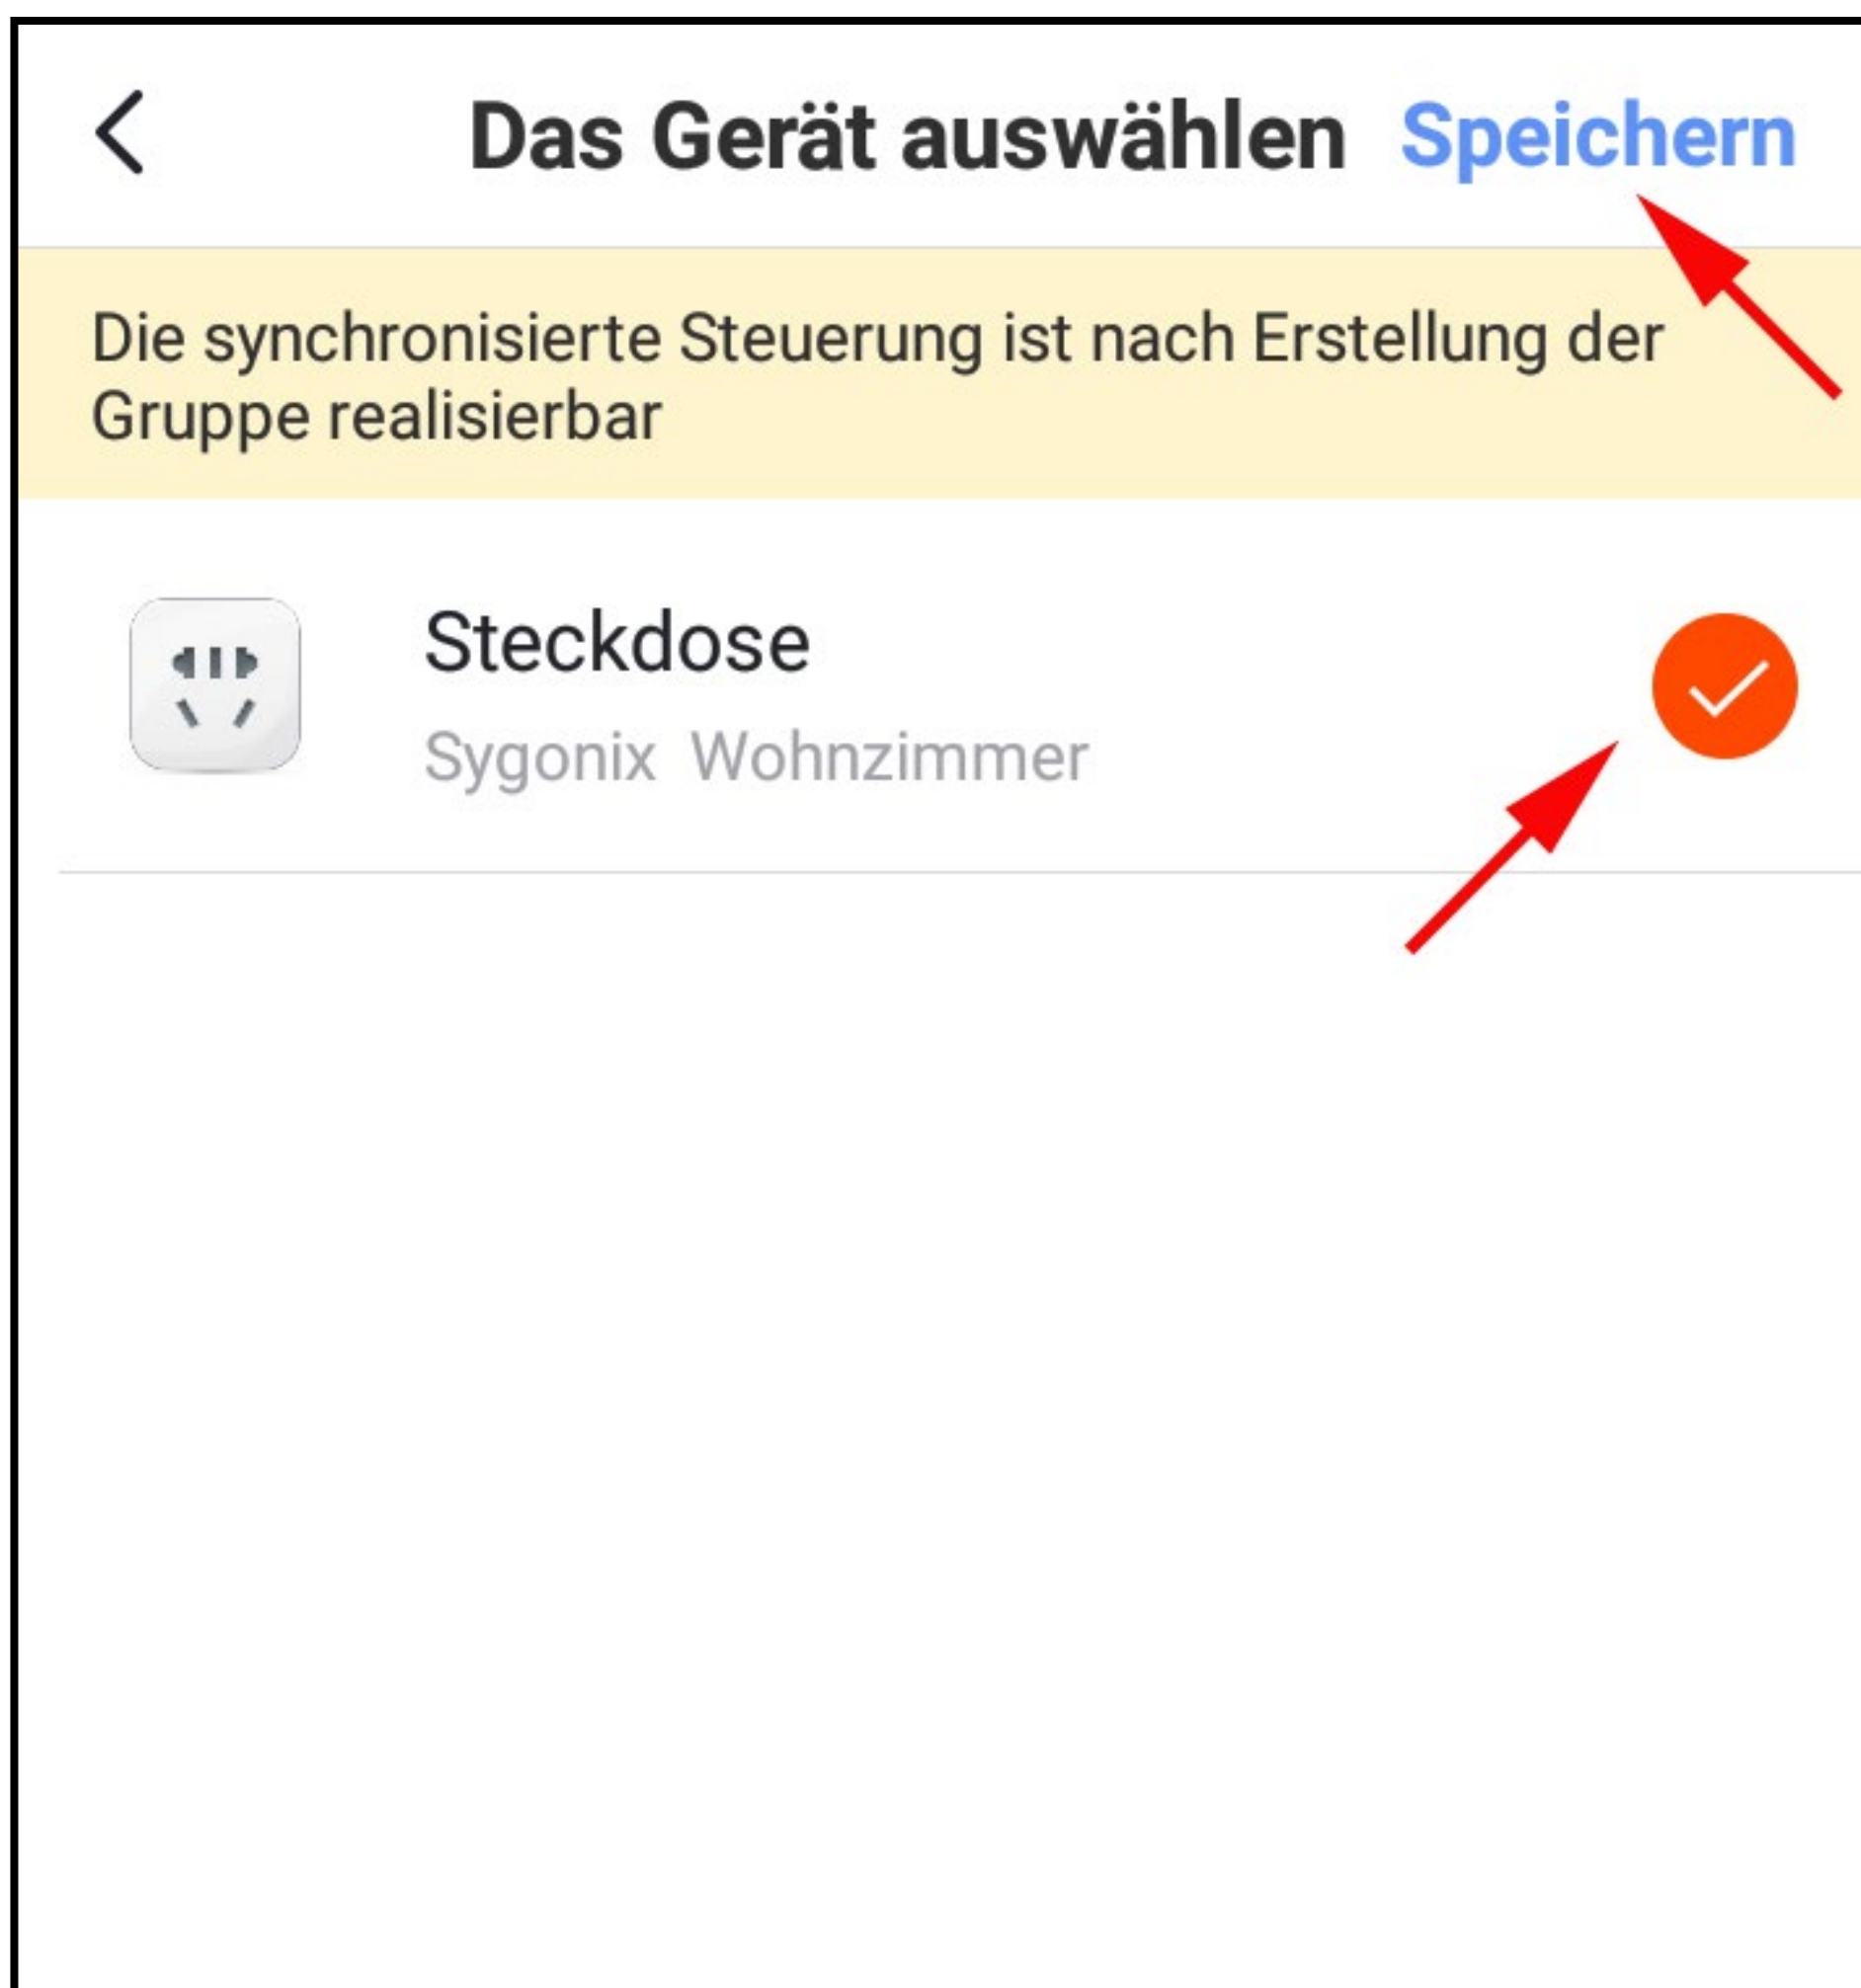 Das Gerät auswählen Speichern
Die synchronisierte Steuerung ist nach Erstellung der
Gruppe realisierbar
Steckdose
Sygonix Wohnzimmer